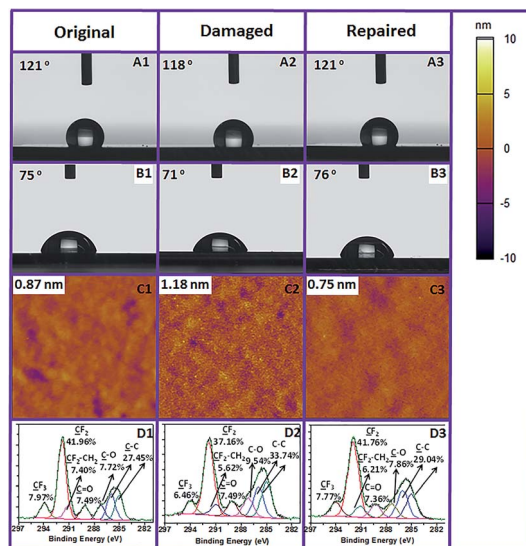 Original Damaged Repaired
nm
10
5
0
-5
-10
121° A1
118° A2
121° A3
75° B1
71° B2
76° B3
0.87 nm C1
1.18 nm C2
0.75 nm C3
D1
CF₂
41.96%
CF₂-CH₂
7.40%
C-O
7.72%
C-C
27.45%
CF₃
7.97%
C=O
7.49%
297 294 291 288 285 282
Binding Energy (eV)
D2
CF₂
37.16%
CF₂-CH₂
5.62%
C-O
9.54%
C-C
33.74%
CF₃
6.46%
C=O
7.49%
297 294 291 288 285 282
Binding Energy (eV)
D3
CF₂
41.76%
CF₂-CH₂
6.21%
C-O
7.86%
C-C
29.04%
CF₃
7.77%
C=O
7.36%
297 294 291 288 285 282
Binding Energy (eV)